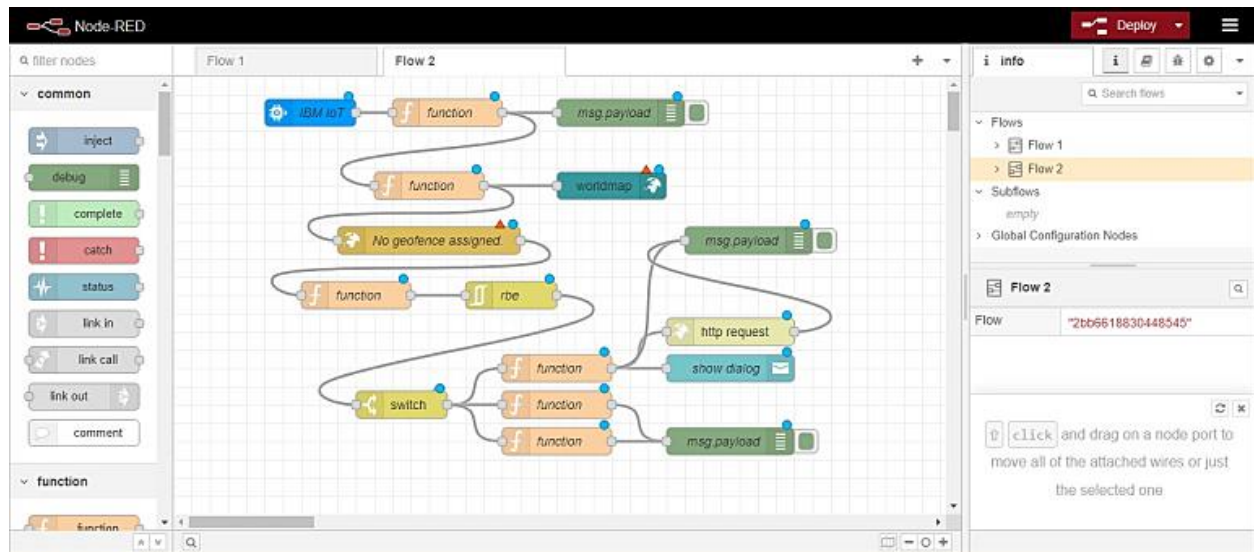 Node-RED
Deploy
filter nodes
Flow 1
Flow 2
i info
i
common
Search flows
inject
debug
complete
catch
status
link in
link call
link out
comment
function
function
IBM IoT
function
msg.payload
function
worldmap
No geofence assigned.
msg.payload
function
rbe
http request
function
show dialog
switch
function
function
msg.payload
Flows
Flow 1
Flow 2
Subflows
empty
Global Configuration Nodes
Flow 2
Flow "2bb6618830448545"
click and drag on a node port to
move all of the attached wires or just
the selected one